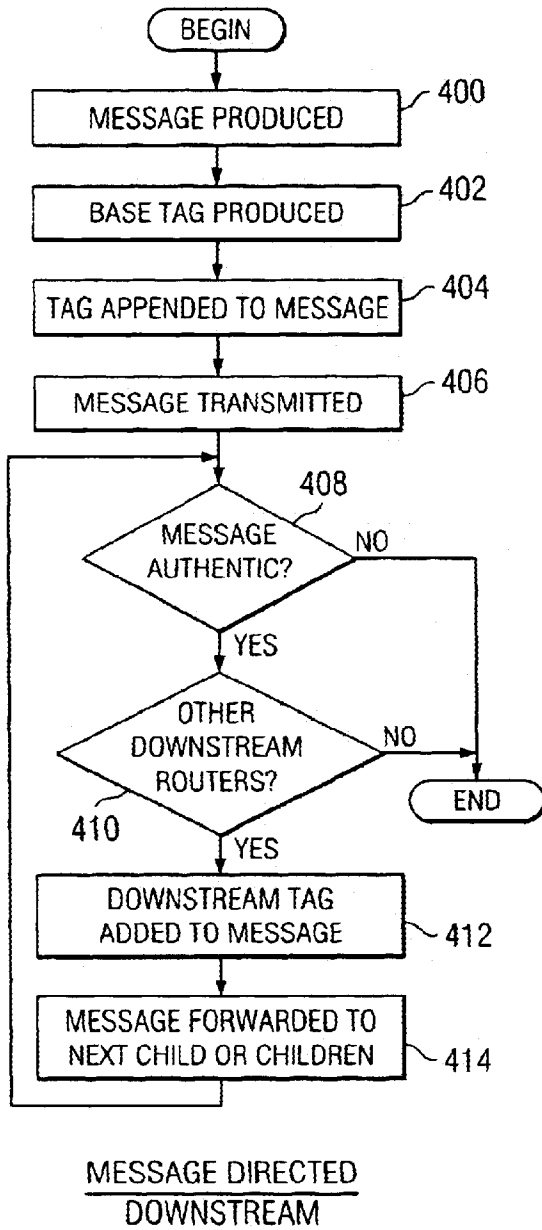 BEGIN
MESSAGE PRODUCED
400
BASE TAG PRODUCED
402
TAG APPENDED TO MESSAGE
404
MESSAGE TRANSMITTED
406
408
MESSAGE
AUTHENTIC?
NO
YES
OTHER
DOWNSTREAM
ROUTERS?
NO
410
END
YES
DOWNSTREAM TAG
ADDED TO MESSAGE
412
MESSAGE FORWARDED TO
NEXT CHILD OR CHILDREN
414
MESSAGE DIRECTED
DOWNSTREAM